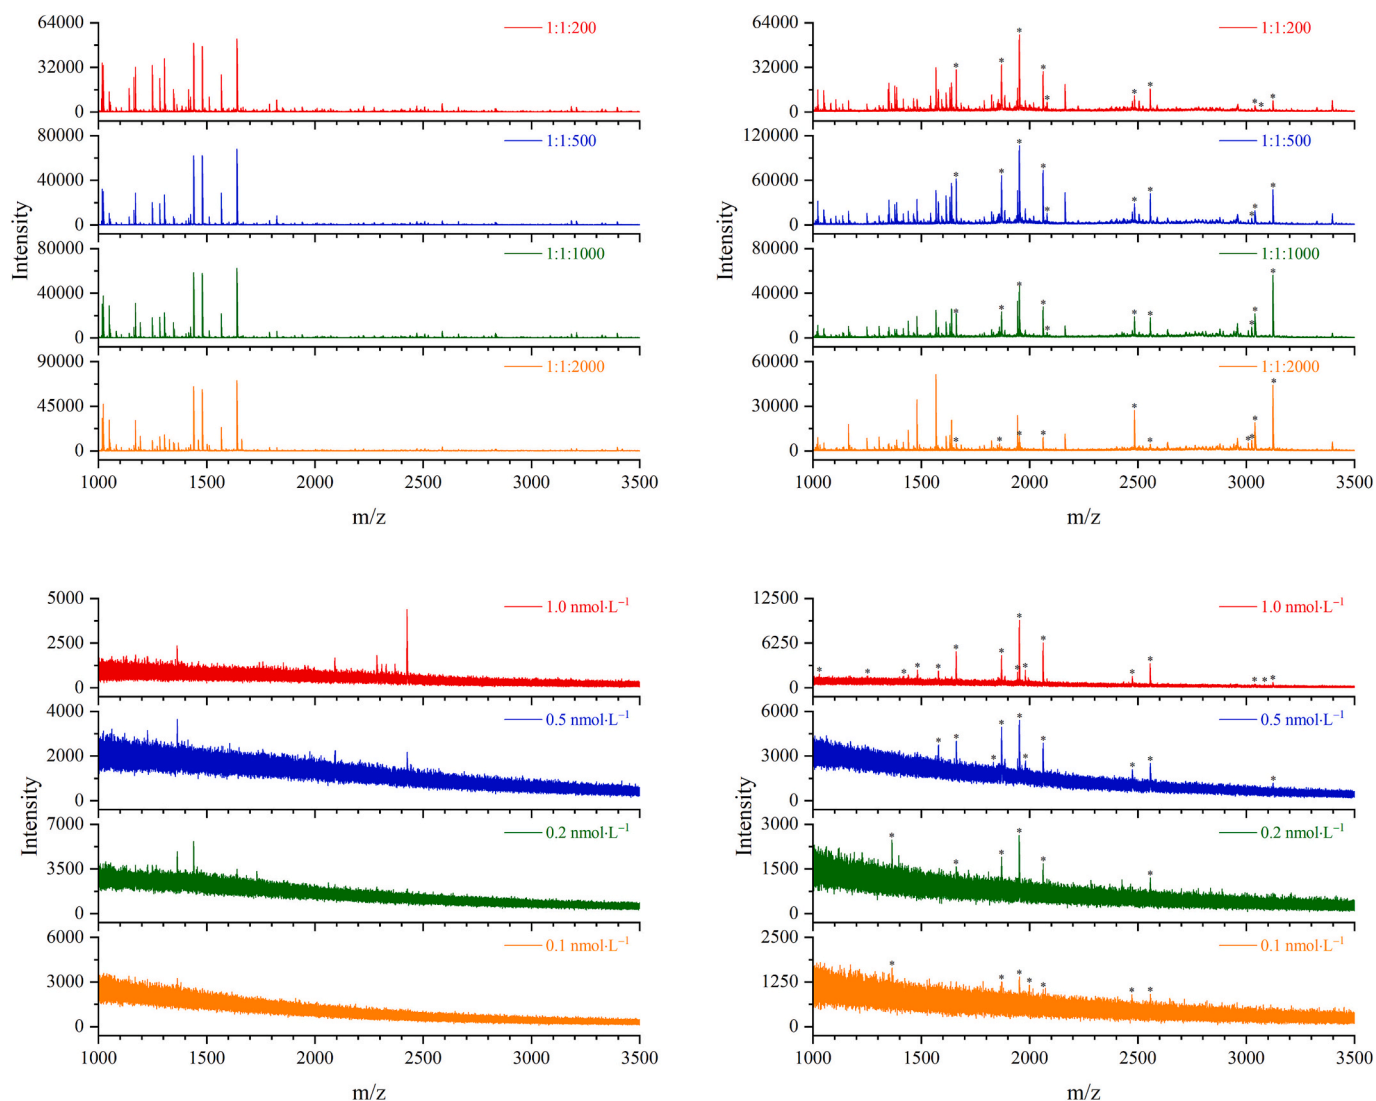 64000
32000
0
1:1:200
80000
40000
0
1:1:500
80000
40000
0
1:1:1000
90000
45000
0
1:1:2000
Intensity
1000 1500 2000 2500 3000 3500
m/z
64000
32000
0
1:1:200
* * * * * * * * * *
120000
60000
0
1:1:500
* * * * * * * * * *
80000
40000
0
1:1:1000
* * * * * * * * * *
60000
30000
0
1:1:2000
* * * * * * * * * *
1000 1500 2000 2500 3000 3500
m/z
5000
2500
0
1.0 nmol·L⁻¹
4000
2000
0
0.5 nmol·L⁻¹
7000
3500
0
0.2 nmol·L⁻¹
6000
3000
0
0.1 nmol·L⁻¹
Intensity
1000 1500 2000 2500 3000 3500
m/z
12500
6250
0
1.0 nmol·L⁻¹
* * * * * * * * * * * * * * * *
6000
3000
0
0.5 nmol·L⁻¹
* * * * * * * * * *
3000
1500
0
0.2 nmol·L⁻¹
* * * * * *
2500
1250
0
0.1 nmol·L⁻¹
* * * * * * *
Intensity
1000 1500 2000 2500 3000 3500
m/z